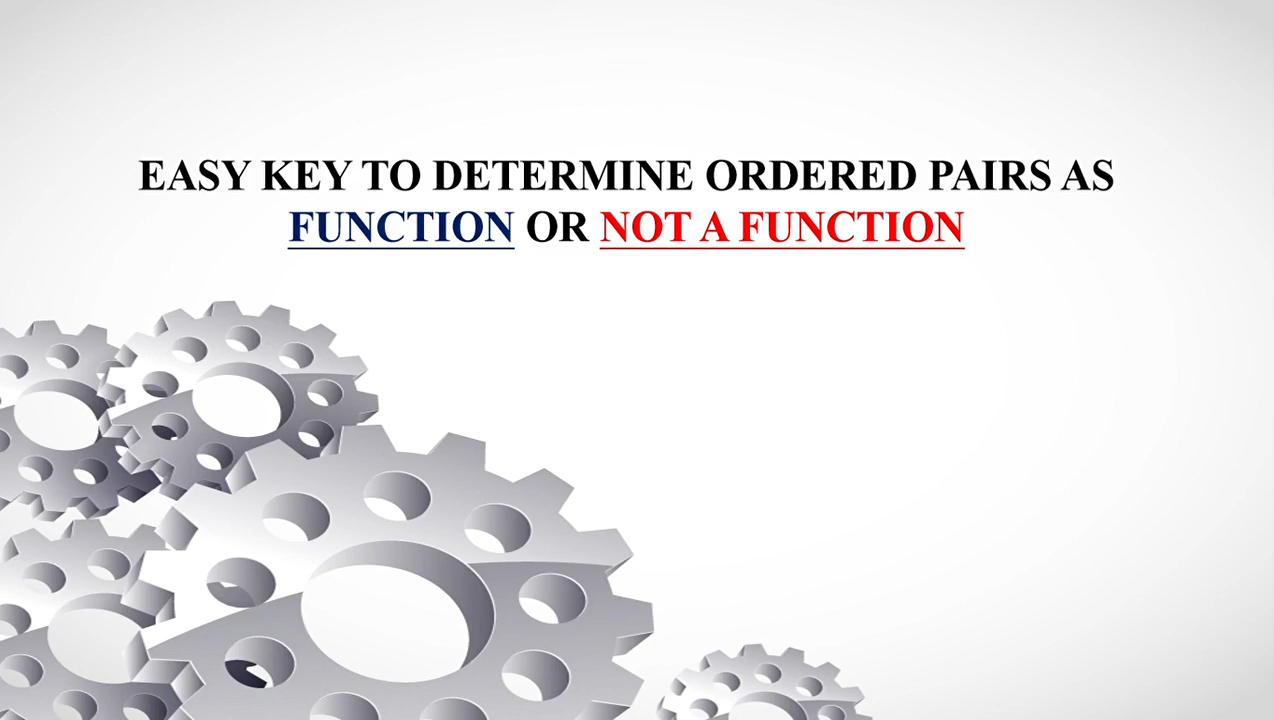 EASY KEY TO DETERMINE ORDERED PAIRS AS
FUNCTION OR NOT A FUNCTION